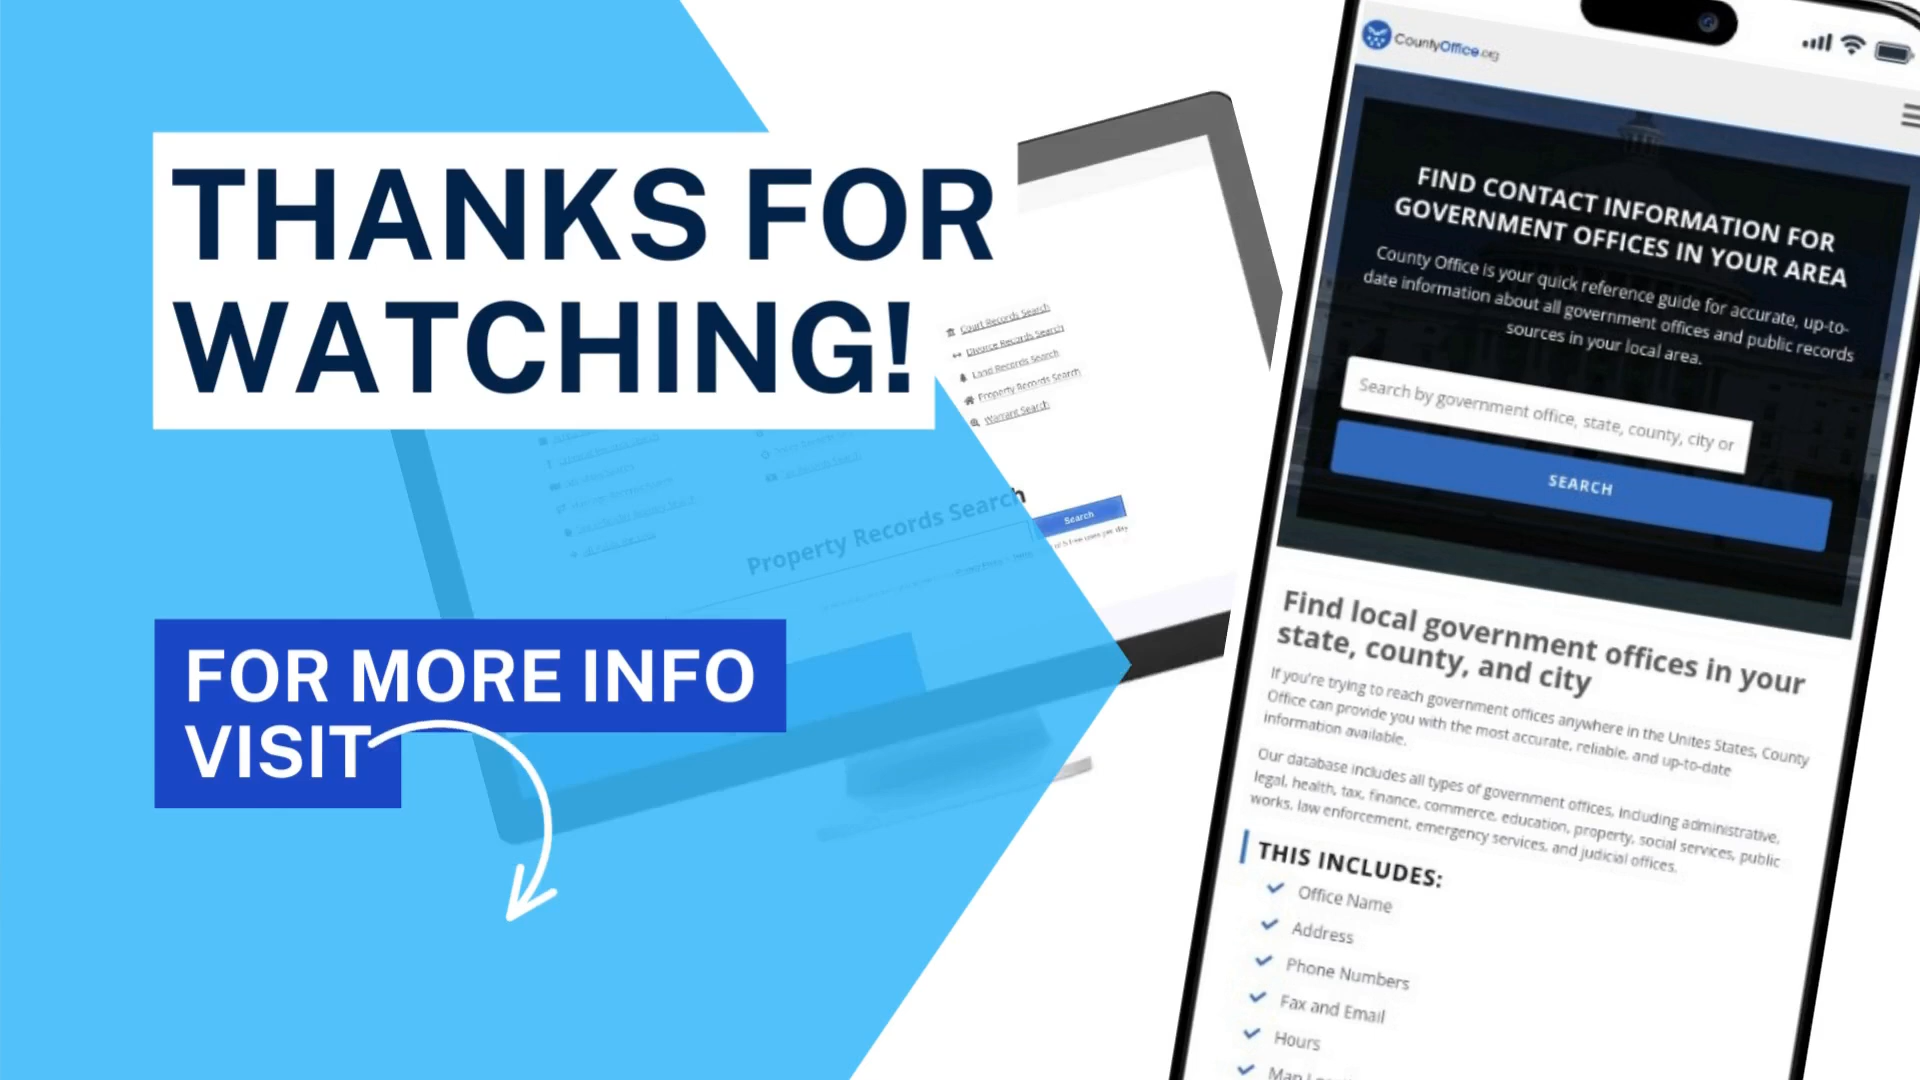 THANKS FOR
WATCHING!
FOR MORE INFO
VISIT
Court Records Search
Divorce Records Search
Land Records Search
Property Records Search
Warrant Search
Property Records Search
Search
CountyOffice.org
FIND CONTACT INFORMATION FOR
GOVERNMENT OFFICES IN YOUR AREA
County Office is your quick reference guide for accurate, up-to-
date information about all government offices and public records
sources in your local area.
Search by government office, state, county, city or
SEARCH
Find local government offices in your
state, county, and city
If you're trying to reach government offices anywhere in the Unites States, County
Office can provide you with the most accurate, reliable, and up-to-date
information available.
Our database includes all types of government offices, including administrative,
legal, health, tax, finance, commerce, education, property, social services, public
works, law enforcement, emergency services, and judicial offices.
THIS INCLUDES:
Office Name
Address
Phone Numbers
Fax and Email
Hours
Map